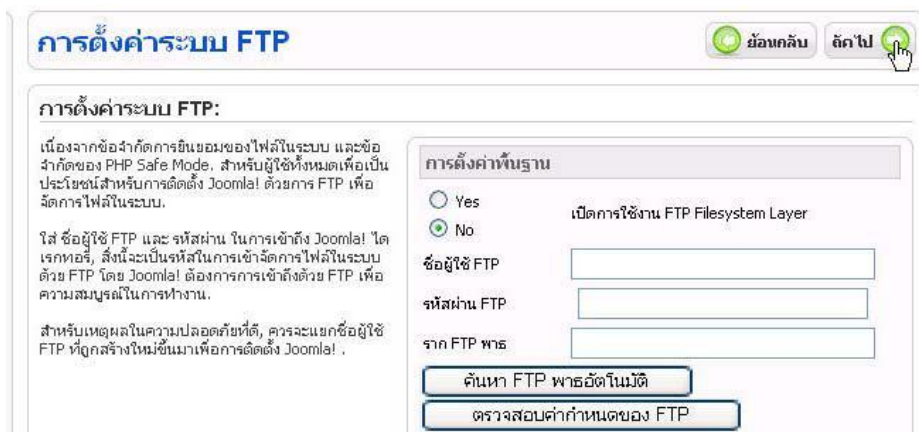 การตั้งค่าระบบ FTP
ย้อนกลับ
ถัดไป
การตั้งค่าระบบ FTP:
เนื่องจากข้อจำกัดการยินยอมของไฟล์ในระบบ และข้อ
จำกัดของ PHP Safe Mode. สำหรับผู้ใช้ทั้งหมดเพื่อเป็น
ประโยชน์สำหรับการติดตั้ง Joomla! ด้วยการ FTP เพื่อ
จัดการไฟล์ในระบบ.
ใส่ ชื่อผู้ใช้ FTP และ รหัสผ่าน ในการเข้าถึง Joomla! ได
เรกทอรี่, สิ่งนี้จะเป็นรหัสในการเข้าจัดการไฟล์ในระบบ
ด้วย FTP โดย Joomla! ต้องการการเข้าถึงด้วย FTP เพื่อ
ความสมบูรณ์ในการทำงาน.
สำหรับเหตุผลในความปลอดภัยที่ดี, ควรจะแยกชื่อผู้ใช้
FTP ที่ถูกสร้างใหม่ขึ้นมาเพื่อการติดตั้ง Joomla! .
การตั้งค่าพื้นฐาน
Yes
No
เปิดการใช้งาน FTP Filesystem Layer
ชื่อผู้ใช้ FTP
รหัสผ่าน FTP
ราก FTP พาธ
ค้นหา FTP พาธอัตโนมัติ
ตรวจสอบค่ากำหนดของ FTP